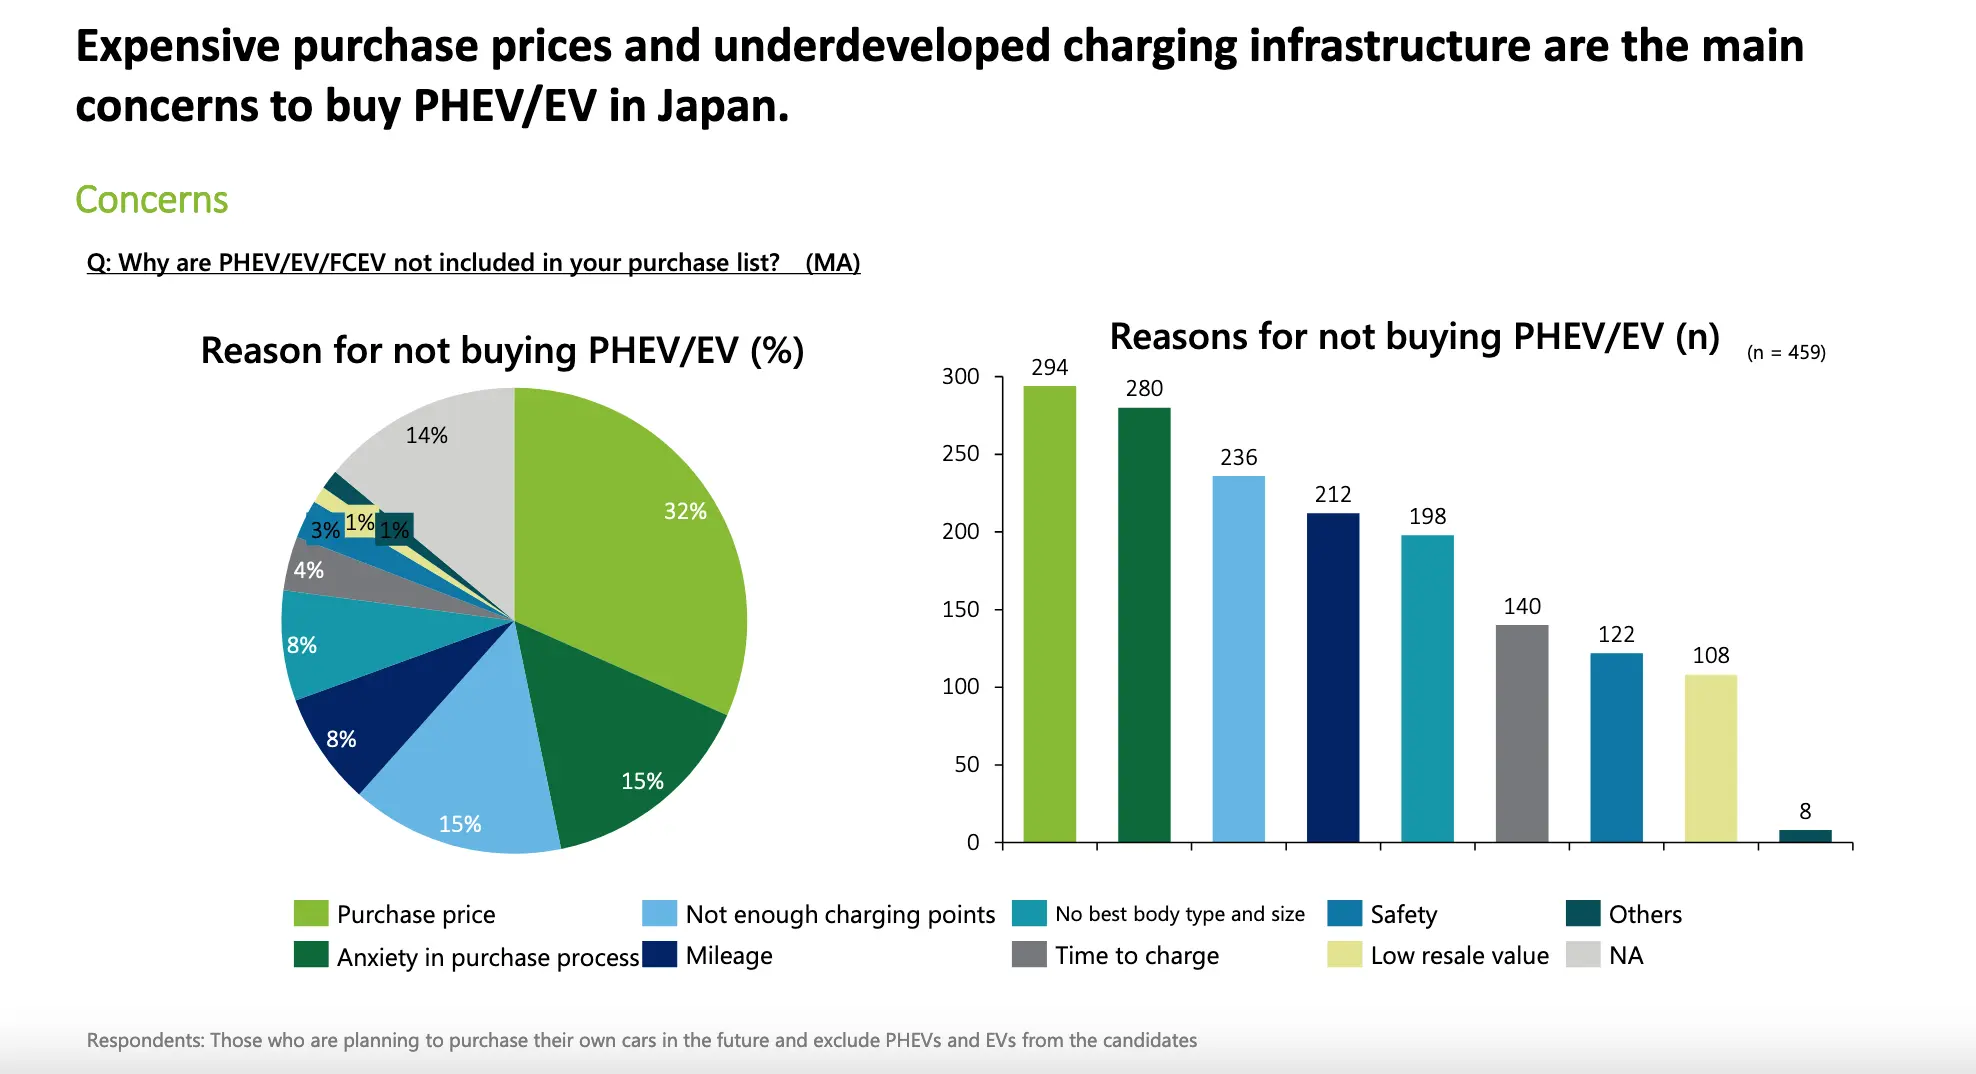 Expensive purchase prices and underdeveloped charging infrastructure are the main
concerns to buy PHEV/EV in Japan.
Concerns
Q: Why are PHEV/EV/FCEV not included in your purchase list? (MA)
Reason for not buying PHEV/EV (%)
14%
32%
3%
1%
1%
4%
8%
8%
15%
15%
Reasons for not buying PHEV/EV (n)
(n = 459)
300
250
200
150
100
50
0
294
280
236
212
198
140
122
108
8
Purchase price
Not enough charging points
No best body type and size
Safety
Others
Anxiety in purchase process
Mileage
Time to charge
Low resale value
NA
Respondents: Those who are planning to purchase their own cars in the future and exclude PHEVs and EVs from the candidates